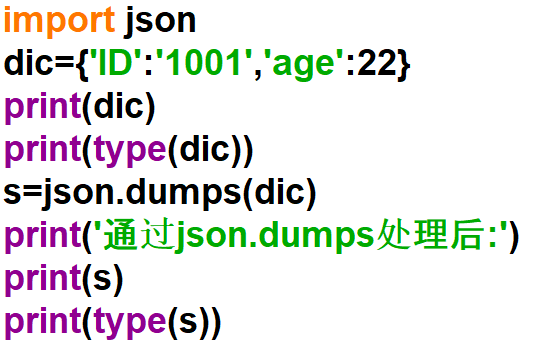 import json
dic={'ID':'1001','age':22}
print(dic)
print(type(dic))
s=json.dumps(dic)
print('通过json.dumps处理后:')
print(s)
print(type(s))